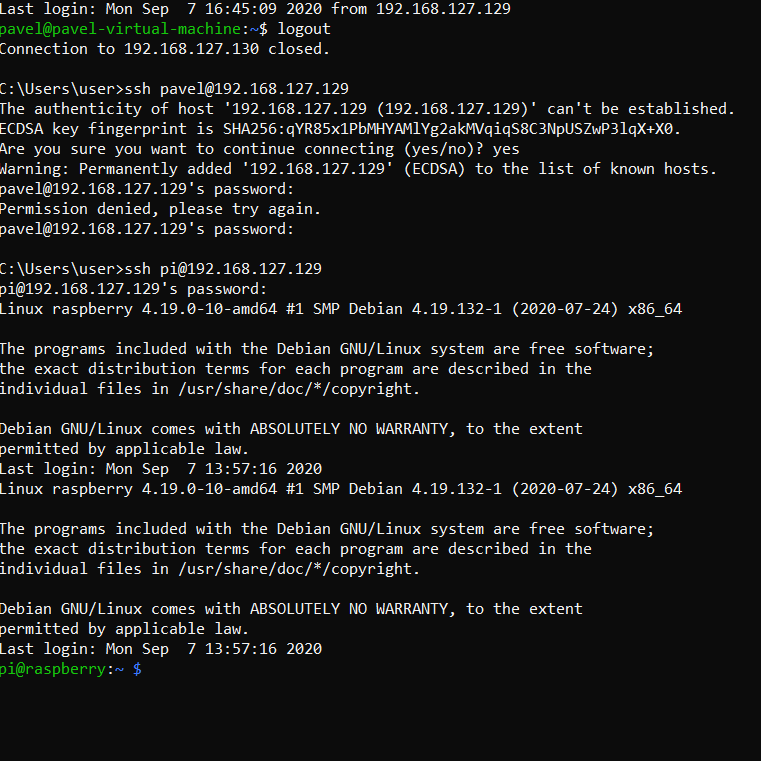 Last login: Mon Sep  7 16:45:09 2020 from 192.168.127.129
pavel@pavel-virtual-machine:~$ logout
Connection to 192.168.127.130 closed.
C:\Users\user>ssh pavel@192.168.127.129
The authenticity of host '192.168.127.129 (192.168.127.129)' can't be established.
ECDSA key fingerprint is SHA256:qYR85x1PbMHYAMlYg2akMVqiqS8C3NpUSZwP3lqX+X0.
Are you sure you want to continue connecting (yes/no)? yes
Warning: Permanently added '192.168.127.129' (ECDSA) to the list of known hosts.
pavel@192.168.127.129's password:
Permission denied, please try again.
pavel@192.168.127.129's password:
C:\Users\user>ssh pi@192.168.127.129
pi@192.168.127.129's password:
Linux raspberry 4.19.0-10-amd64 #1 SMP Debian 4.19.132-1 (2020-07-24) x86_64
The programs included with the Debian GNU/Linux system are free software;
the exact distribution terms for each program are described in the
individual files in /usr/share/doc/*/copyright.
Debian GNU/Linux comes with ABSOLUTELY NO WARRANTY, to the extent
permitted by applicable law.
Last login: Mon Sep  7 13:57:16 2020
Linux raspberry 4.19.0-10-amd64 #1 SMP Debian 4.19.132-1 (2020-07-24) x86_64
The programs included with the Debian GNU/Linux system are free software;
the exact distribution terms for each program are described in the
individual files in /usr/share/doc/*/copyright.
Debian GNU/Linux comes with ABSOLUTELY NO WARRANTY, to the extent
permitted by applicable law.
Last login: Mon Sep  7 13:57:16 2020
pi@raspberry:~ $